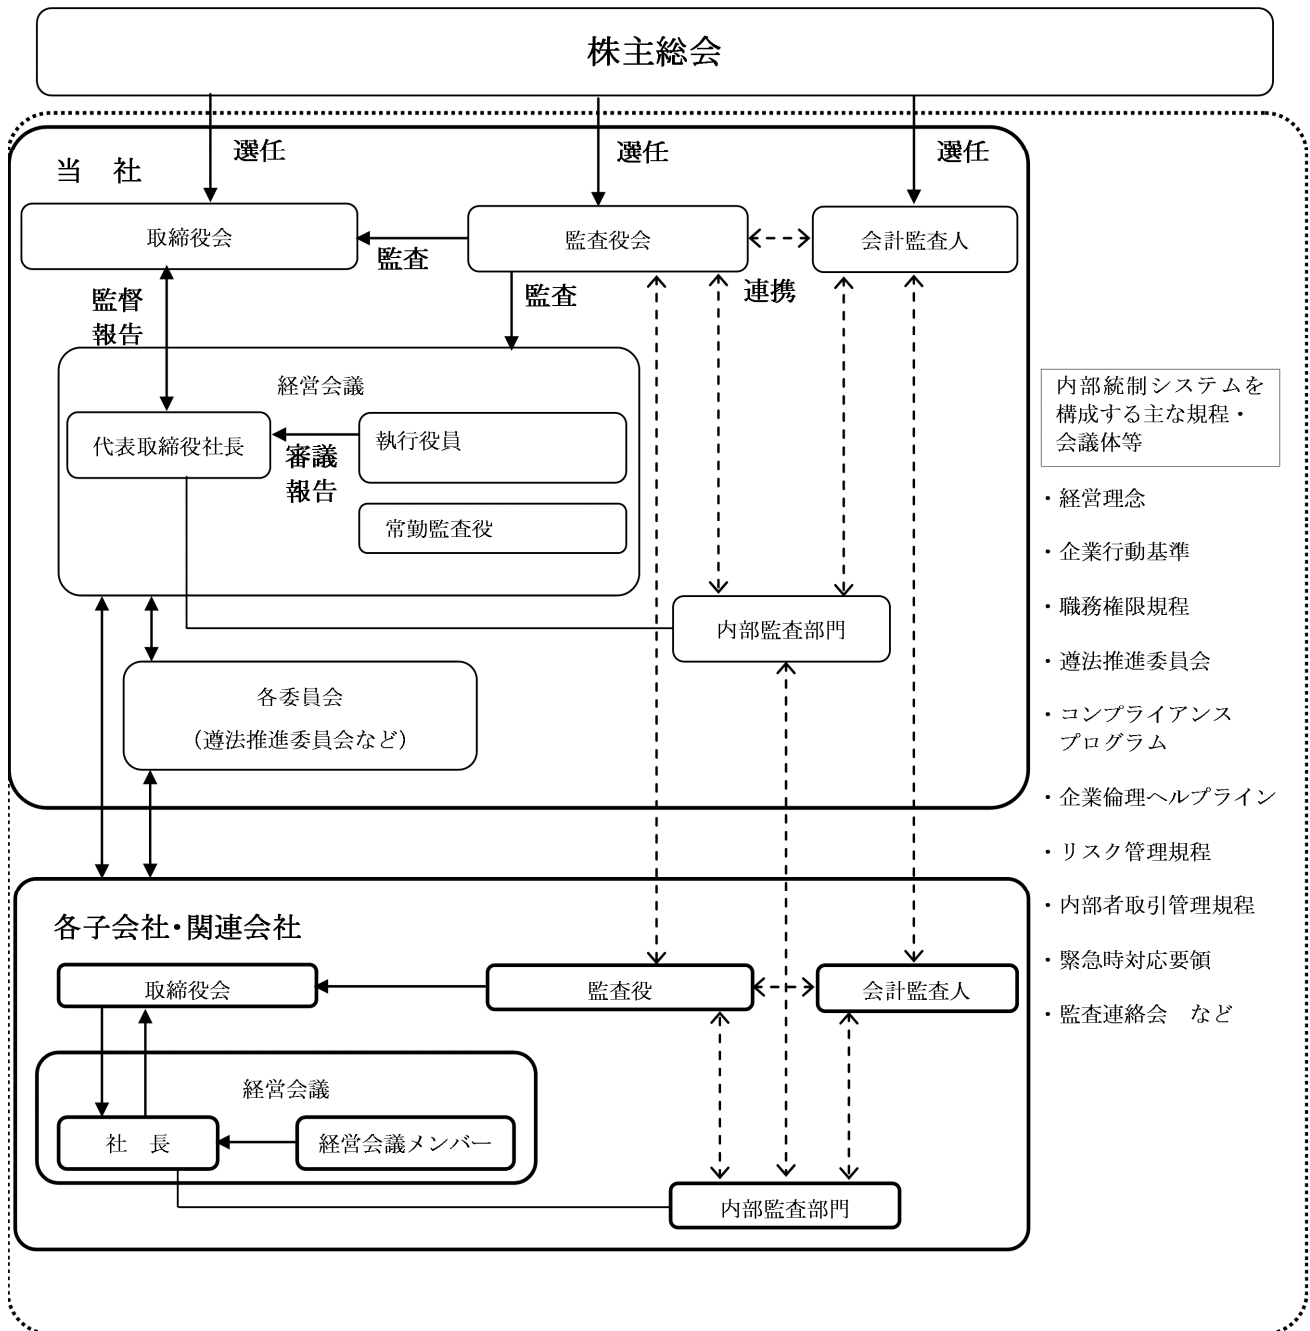 株主総会
選任
選任
選任
当　社
取締役会
監査役会
会計監査人
監査
連携
監督
報告
監査
経営会議
代表取締役社長
執行役員
審議
報告
常勤監査役
内部監査部門
各委員会
（遵法推進委員会など）
各子会社・関連会社
取締役会
監査役
会計監査人
経営会議
社　長
経営会議メンバー
内部監査部門
内部統制システムを
構成する主な規程・
会議体等
・経営理念
・企業行動基準
・職務権限規程
・遵法推進委員会
・コンプライアンス
プログラム
・企業倫理ヘルプライン
・リスク管理規程
・内部者取引管理規程
・緊急時対応要領
・監査連絡会　など